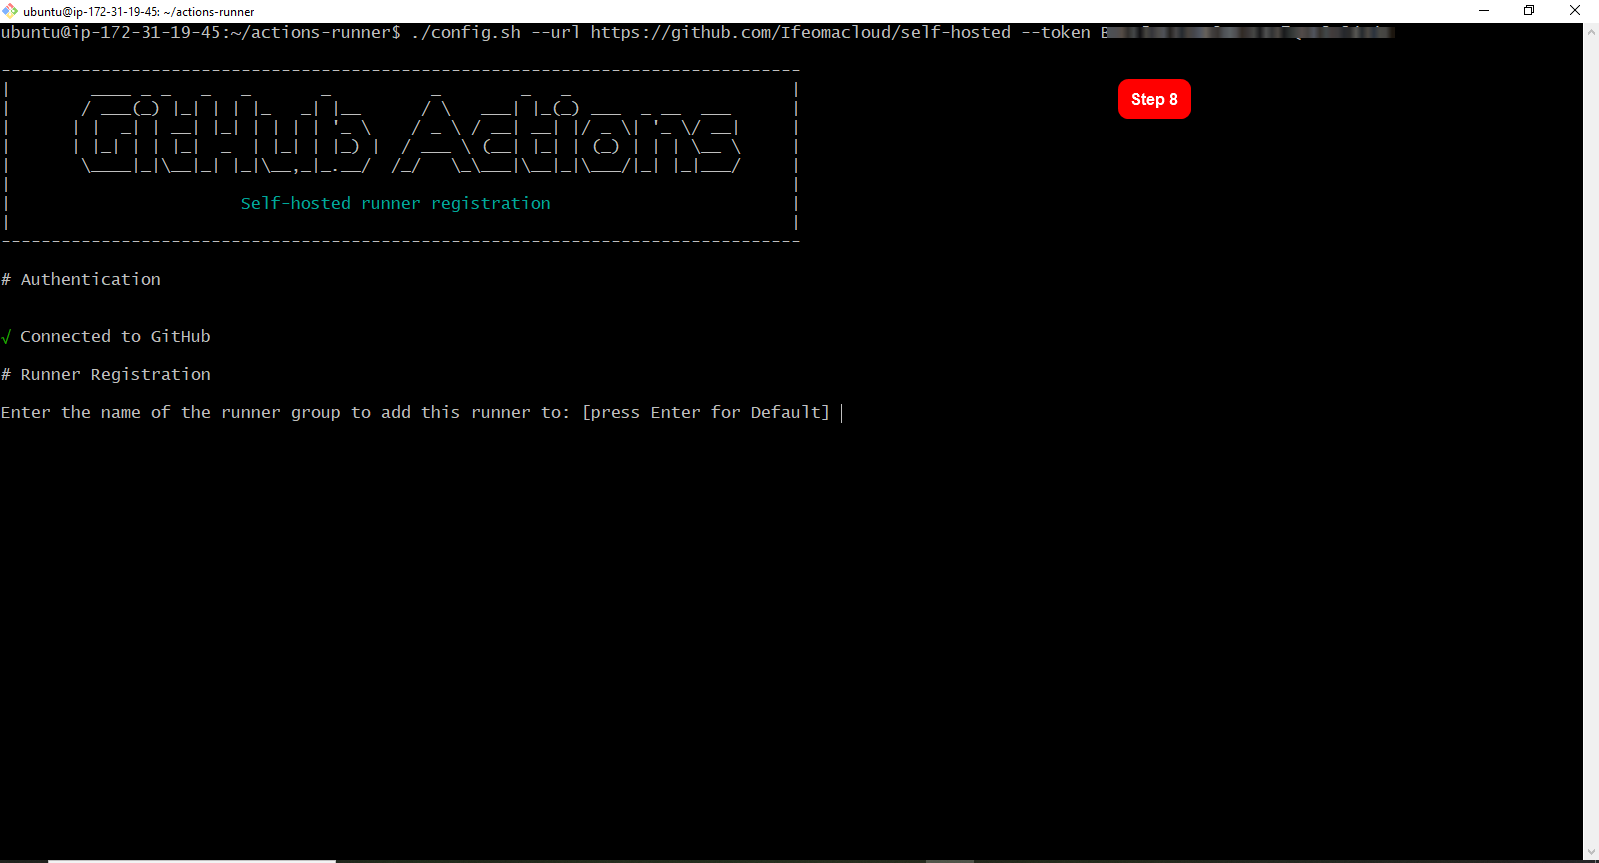 ubuntu@ip-172-31-19-45: ~/actions-runner
ubuntu@ip-172-31-19-45:~/actions-runner$ ./config.sh --url https://github.com/Ifeomacloud/self-hosted --token
GitHub Actions
Step 8
Self-hosted runner registration
# Authentication
√ Connected to GitHub
# Runner Registration
Enter the name of the runner group to add this runner to: [press Enter for Default]